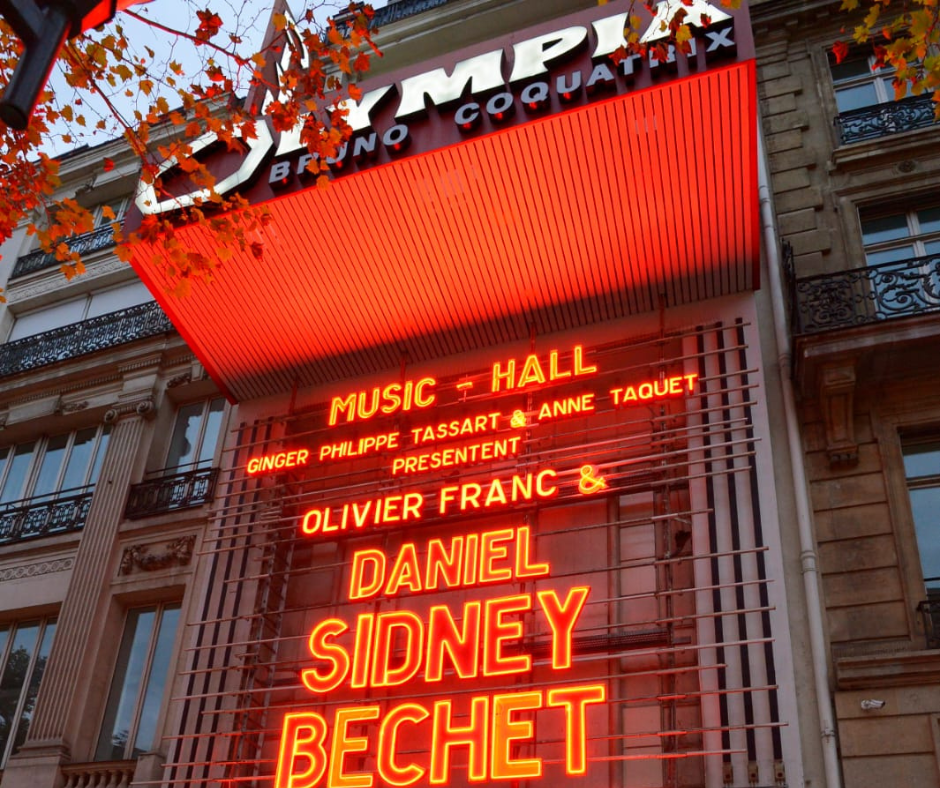 OLYMPIA
BRUNO COQUATRIX
MUSIC - HALL
GINGER PHILIPPE TASSART & ANNE TAQUET
PRESENTENT
OLIVIER FRANC &
DANIEL
SIDNEY
BECHET